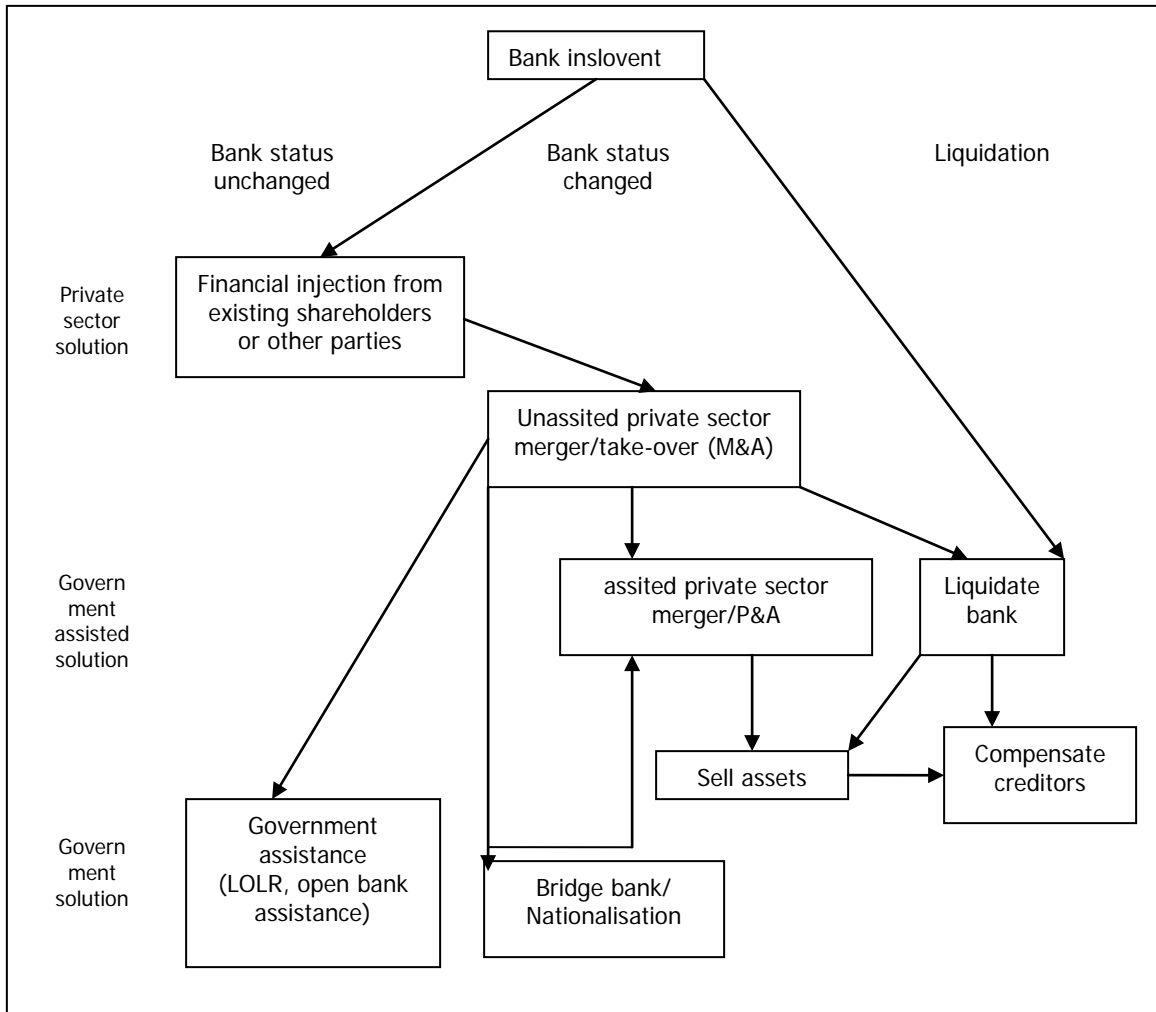 Bank inslovent
Bank status
unchanged
Bank status
changed
Liquidation
Private
sector
solution
Financial injection from
existing shareholders
or other parties
Unassited private sector
merger/take-over (M&A)
Govern
ment
assisted
solution
assited private sector
merger/P&A
Liquidate
bank
Sell assets
Compensate
creditors
Govern
ment
solution
Government
assistance
(LOLR, open bank
assistance)
Bridge bank/
Nationalisation